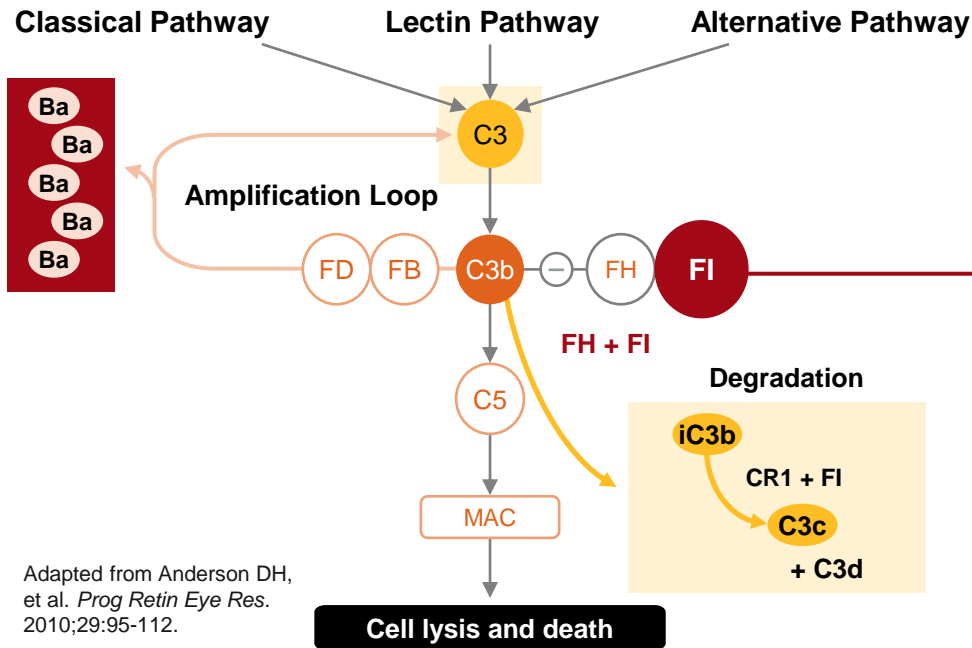 Classical Pathway
Lectin Pathway
Alternative Pathway
Ba
Ba
Ba
Ba
Ba
C3
Amplification Loop
FD
FB
C3b
−
FH
FI
FH + FI
C5
Degradation
iC3b
CR1 + FI
C3c
+ C3d
MAC
Adapted from Anderson DH,
et al. Prog Retin Eye Res.
2010;29:95-112.
Cell lysis and death